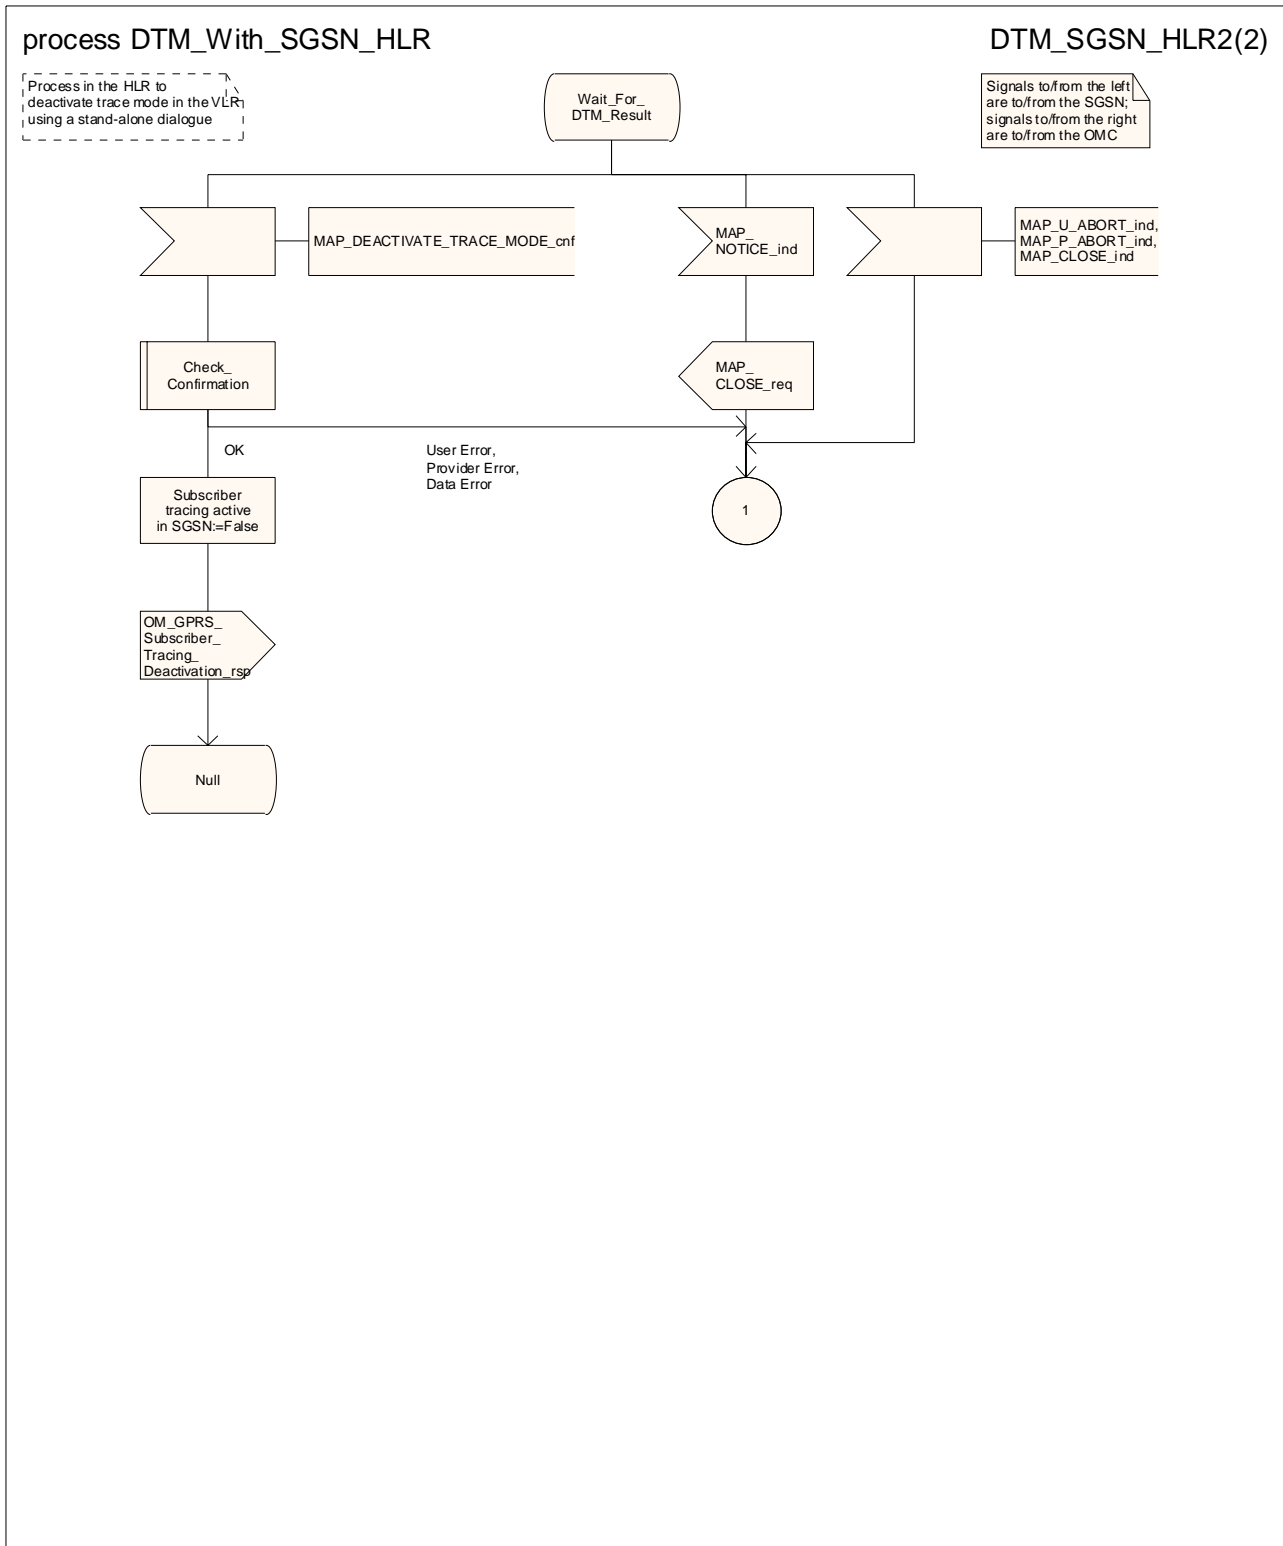 process DTM_With_SGSN_HLR
DTM_SGSN_HLR2(2)
Process in the HLR to
deactivate trace mode in the VLR
using a stand-alone dialogue
Wait_For_
DTM_Result
Signals to/from the left
are to/from the SGSN;
signals to/from the right
are to/from the OMC
MAP_DEACTIVATE_TRACE_MODE_cnf
MAP_
NOTICE_ind
MAP_U_ABORT_ind,
MAP_P_ABORT_ind,
MAP_CLOSE_ind
Check_
Confirmation
MAP_
CLOSE_req
OK
User Error,
Provider Error,
Data Error
Subscriber
tracing active
in SGSN:=False
1
OM_GPRS_
Subscriber_
Tracing_
Deactivation_rsp
Null